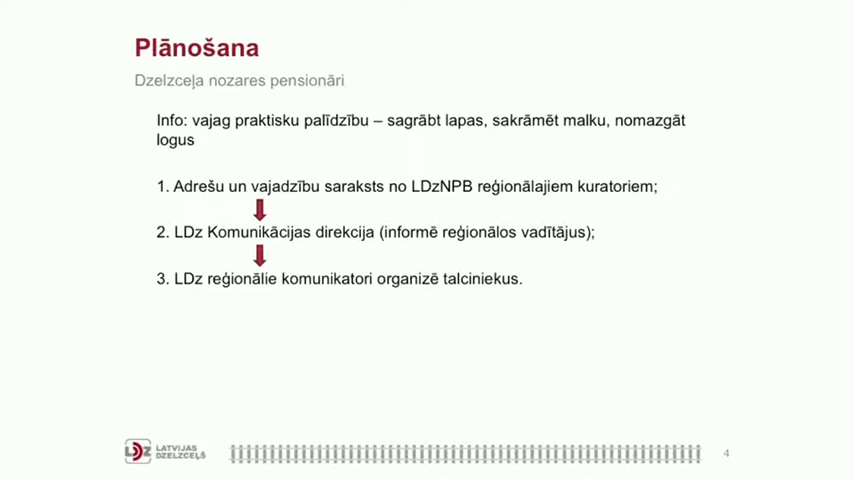 Plānošana
Dzelzceļa nozares pensionāri
Info: vajag praktisku palīdzību – sagrābt lapas, sakrāmēt malku, nomazgāt
logus
1. Adrešu un vajadzību saraksts no LDzNPB reģionālajiem kuratoriem;
2. LDz Komunikācijas direkcija (informē reģionālos vadītājus);
3. LDz reģionālie komunikatori organizē talciniekus.
LDZ
LATVIJAS
DZELZCEĻŠ
4